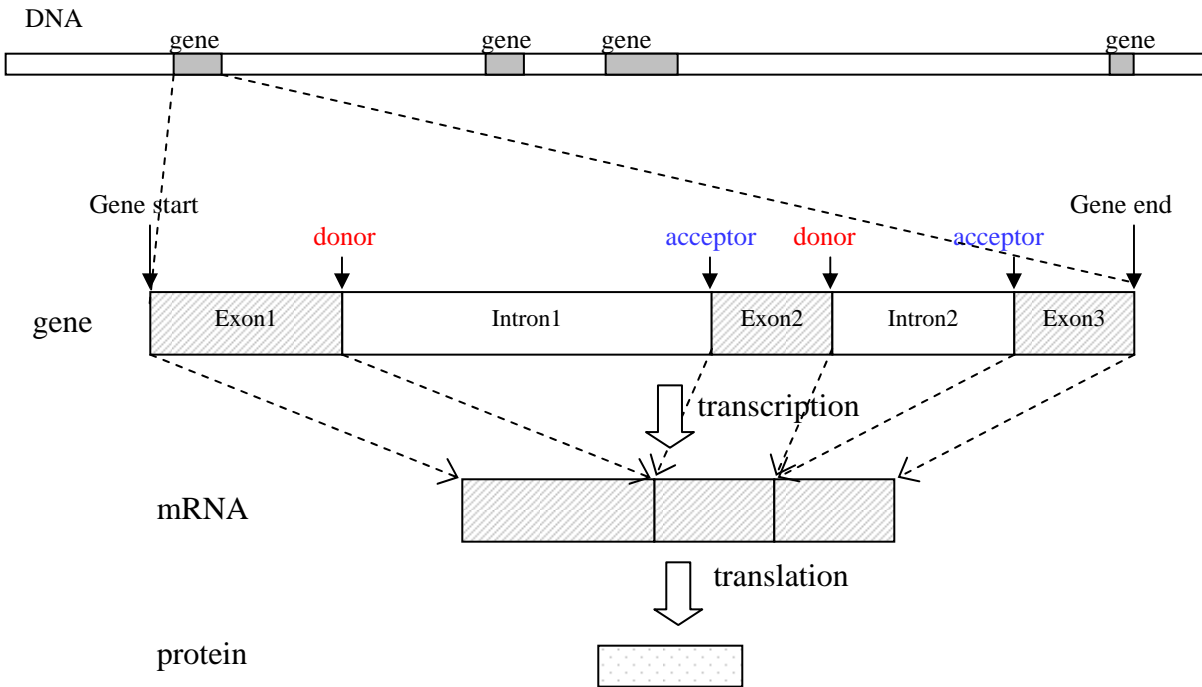 DNA
gene gene gene gene
Gene start Gene end
donor acceptor donor acceptor
gene Exon1 Intron1 Exon2 Intron2 Exon3
transcription
mRNA
translation
protein